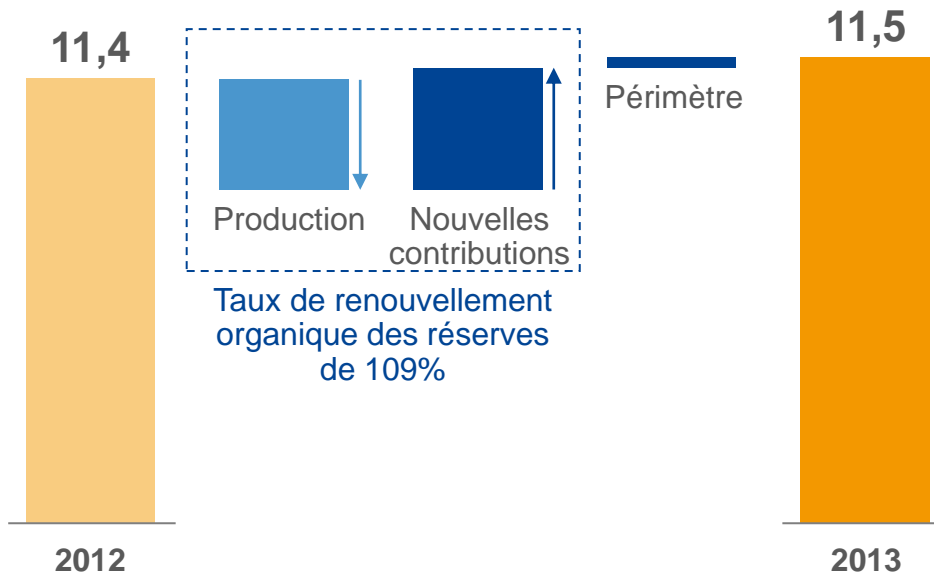 11,4
11,5
Périmètre
Production
Nouvelles
contributions
Taux de renouvellement
organique des réserves
de 109%
2012
2013